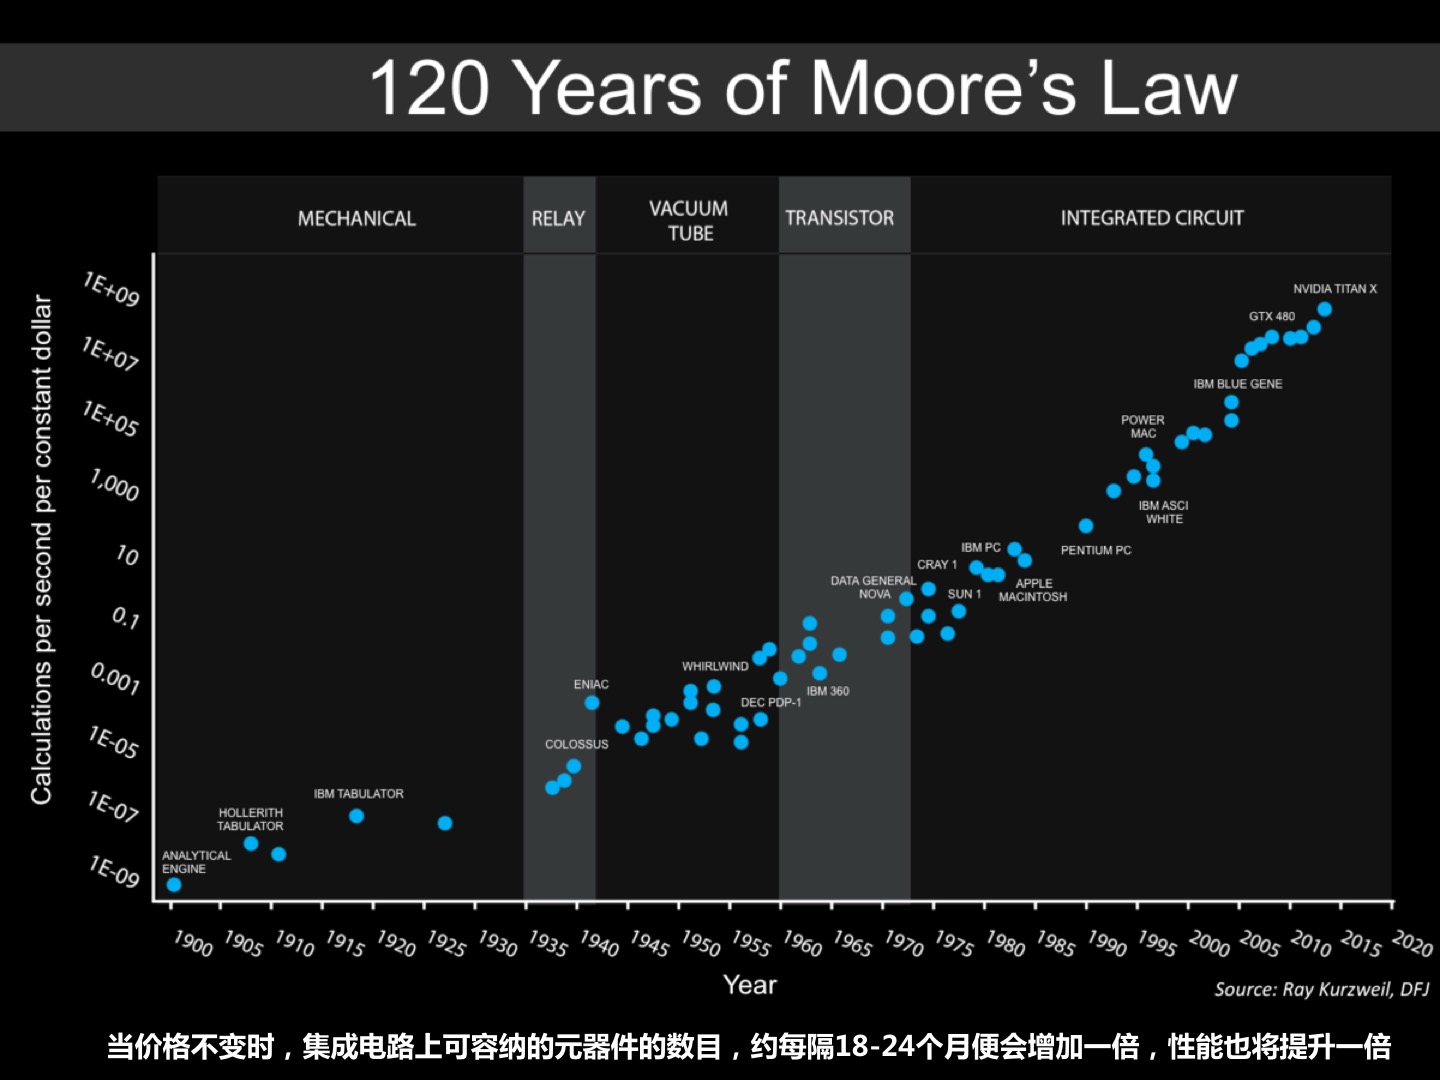 120 Years of Moore’s Law
MECHANICAL
RELAY
VACUUM
TUBE
TRANSISTOR
INTEGRATED CIRCUIT
Calculations per second per constant dollar
1E+09
1E+07
1E+05
1,000
10
0.1
0.001
1E-05
1E-07
1E-09
ANALYTICAL
ENGINE
HOLLERITH
TABULATOR
IBM TABULATOR
COLOSSUS
ENIAC
WHIRLWIND
DEC PDP-1
IBM 360
DATA GENERAL
NOVA
CRAY 1
IBM PC
SUN 1
APPLE
MACINTOSH
PENTIUM PC
POWER
MAC
IBM ASCI
WHITE
IBM BLUE GENE
GTX 480
NVIDIA TITAN X
1900 1905 1910 1915 1920 1925 1930 1935 1940 1945 1950 1955 1960 1965 1970 1975 1980 1985 1990 1995 2000 2005 2010 2015 2020
Year
Source: Ray Kurzweil, DFJ
当价格不变时，集成电路上可容纳的元器件的数目，约每隔18-24个月便会增加一倍，性能也将提升一倍